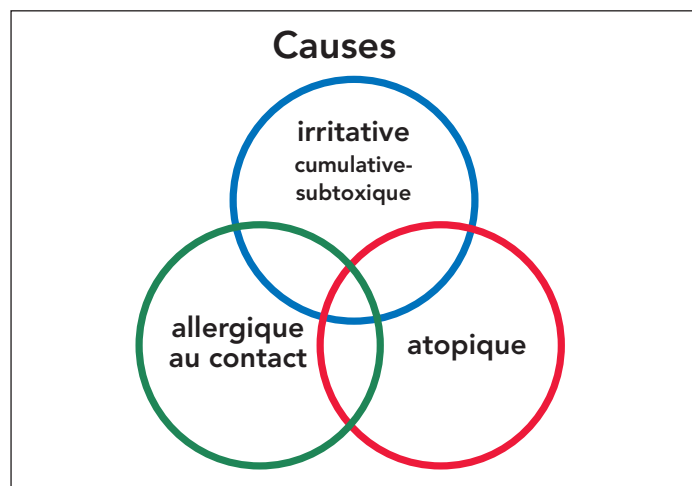 Causes
irritative
cumulative-
subtoxique
allergique
au contact
atopique